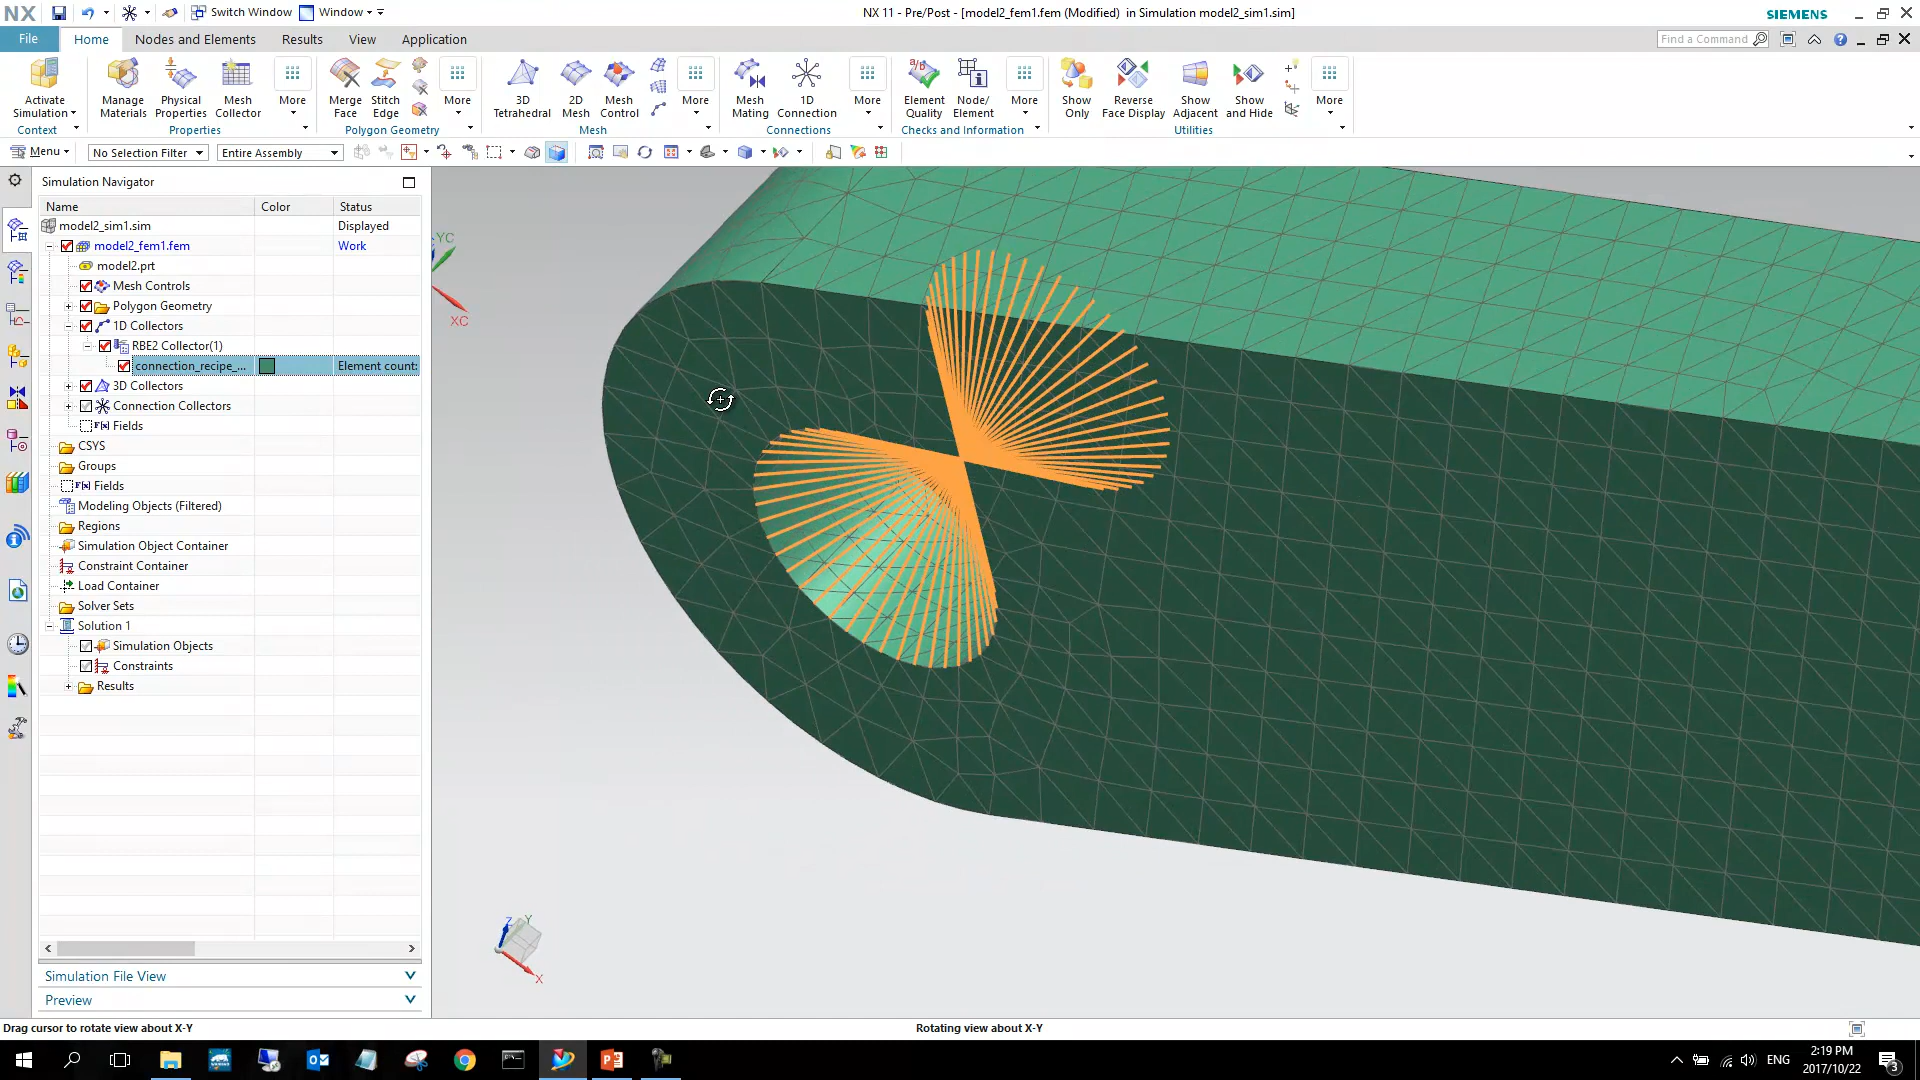 NX
Switch Window
Window
NX 11 - Pre/Post - [model2_fem1.fem (Modified)  in Simulation model2_sim1.sim]
SIEMENS
File
Home
Nodes and Elements
Results
View
Application
Find a Command
Activate Simulation
Manage Materials
Physical Properties
Mesh Collector
More
Merge Face
Stitch Edge
More
3D Tetrahedral
2D Mesh
Mesh Control
More
Mesh Mating
1D Connection
More
Element Quality
Node/ Element
More
Show Only
Reverse Face Display
Show Adjacent
Show and Hide
More
Context
Properties
Polygon Geometry
Mesh
Connections
Checks and Information
Utilities
Menu
No Selection Filter
Entire Assembly
Simulation Navigator
Name
Color
Status
model2_sim1.sim
Displayed
model2_fem1.fem
Work
model2.prt
Mesh Controls
Polygon Geometry
1D Collectors
RBE2 Collector(1)
connection_recipe_...
Element count:
3D Collectors
Connection Collectors
Fields
CSYS
Groups
Fields
Modeling Objects (Filtered)
Regions
Simulation Object Container
Constraint Container
Load Container
Solver Sets
Solution 1
Simulation Objects
Constraints
Results
Simulation File View
Preview
YC
XC
Z
Y
X
Drag cursor to rotate view about X-Y
Rotating view about X-Y
ENG
2:19 PM
2017/10/22
3